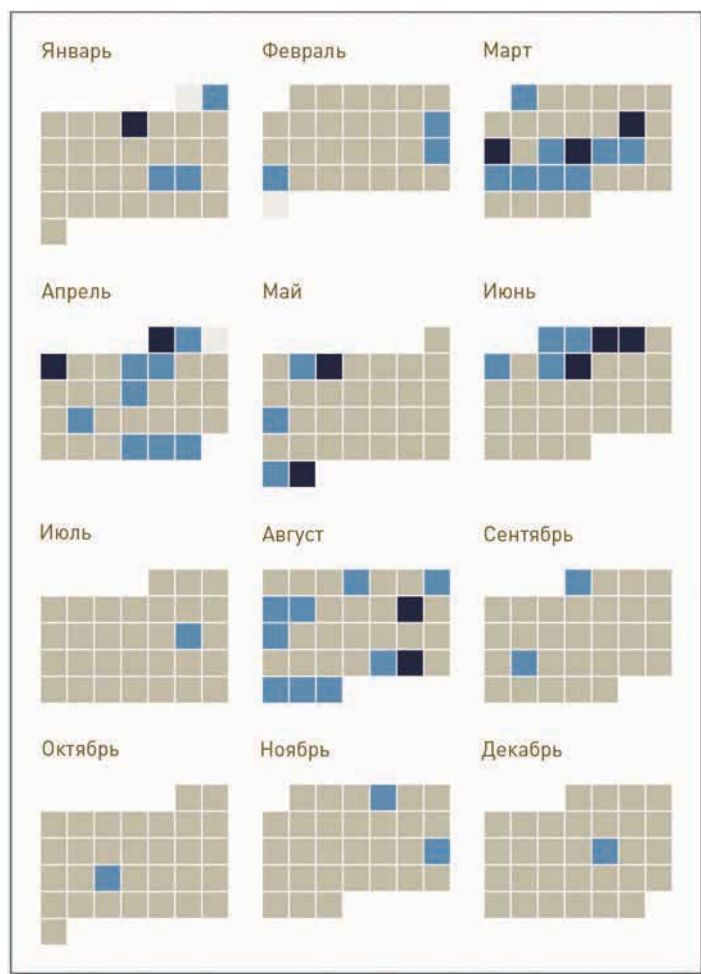 Январь
Февраль
Март
Апрель
Май
Июнь
Июль
Август
Сентябрь
Октябрь
Ноябрь
Декабрь